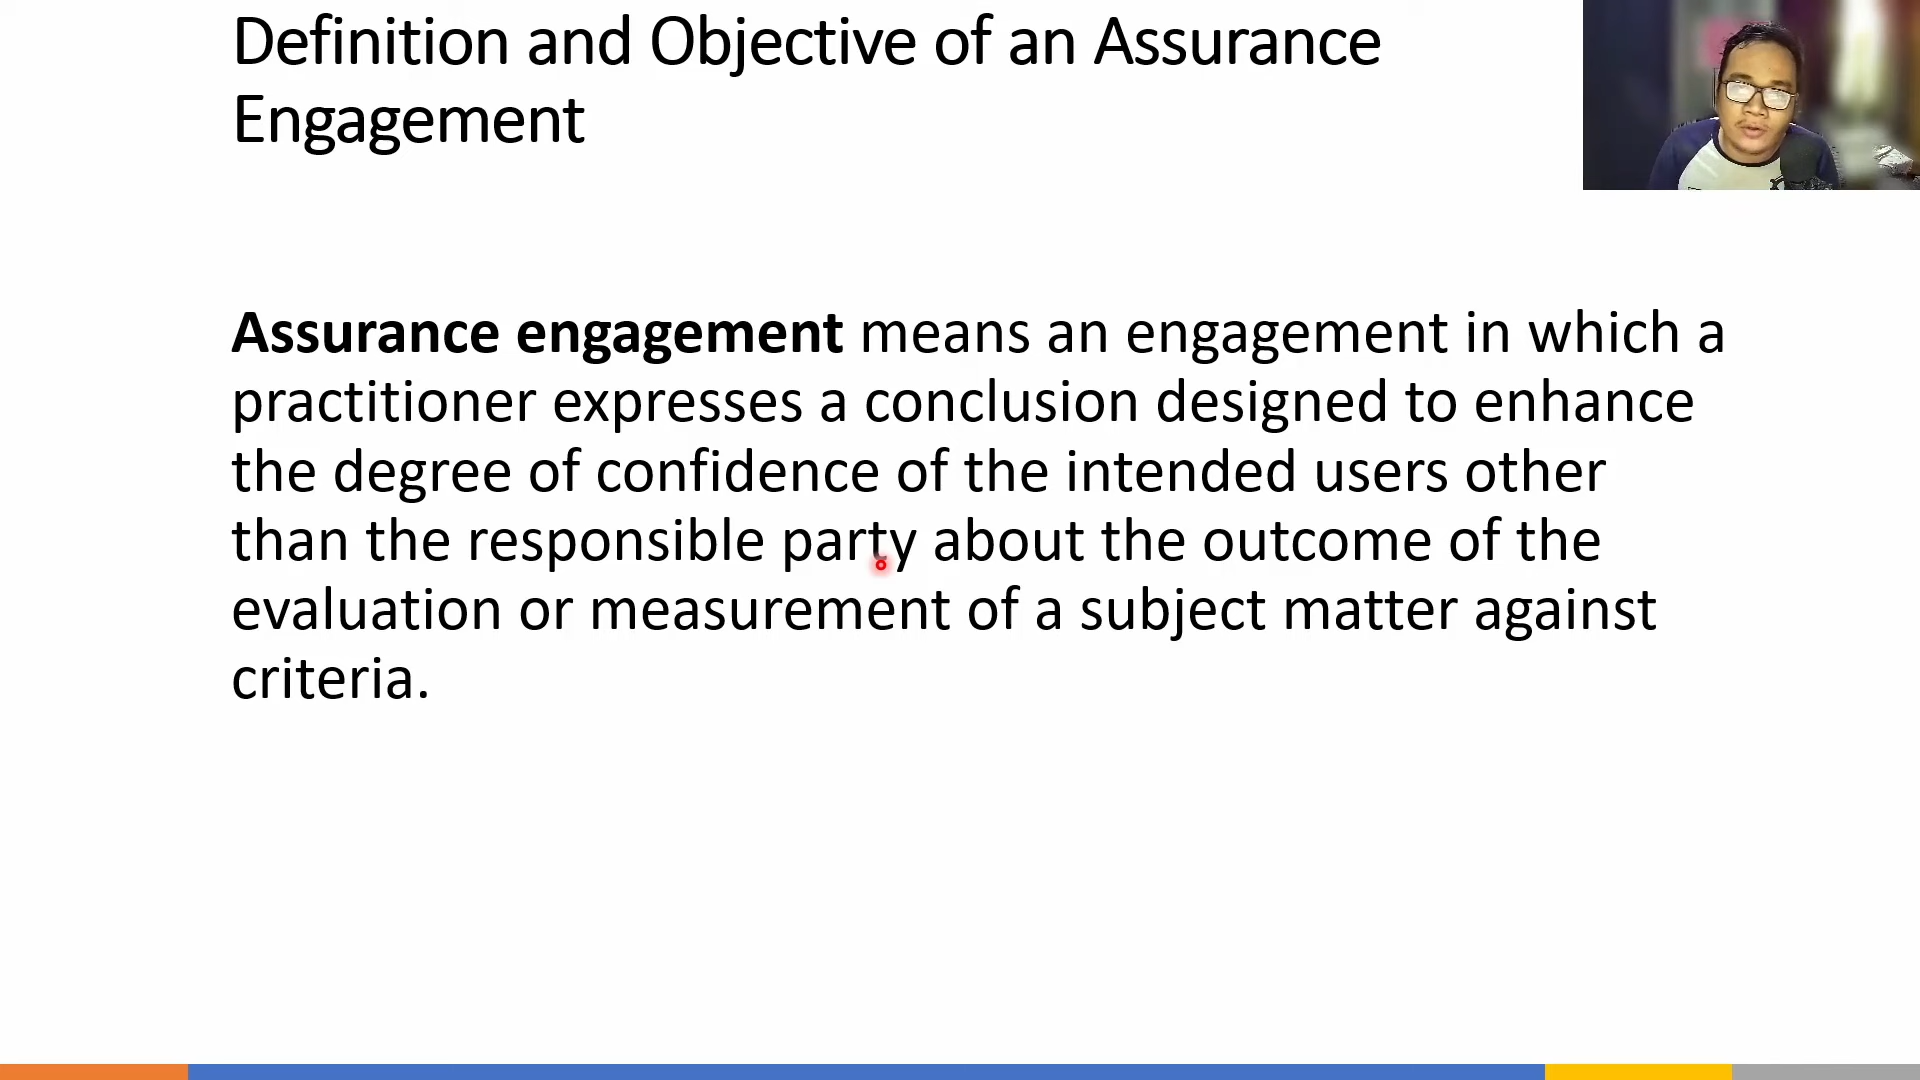 Definition and Objective of an Assurance
Engagement
Assurance engagement means an engagement in which a
practitioner expresses a conclusion designed to enhance
the degree of confidence of the intended users other
than the responsible party about the outcome of the
evaluation or measurement of a subject matter against
criteria.